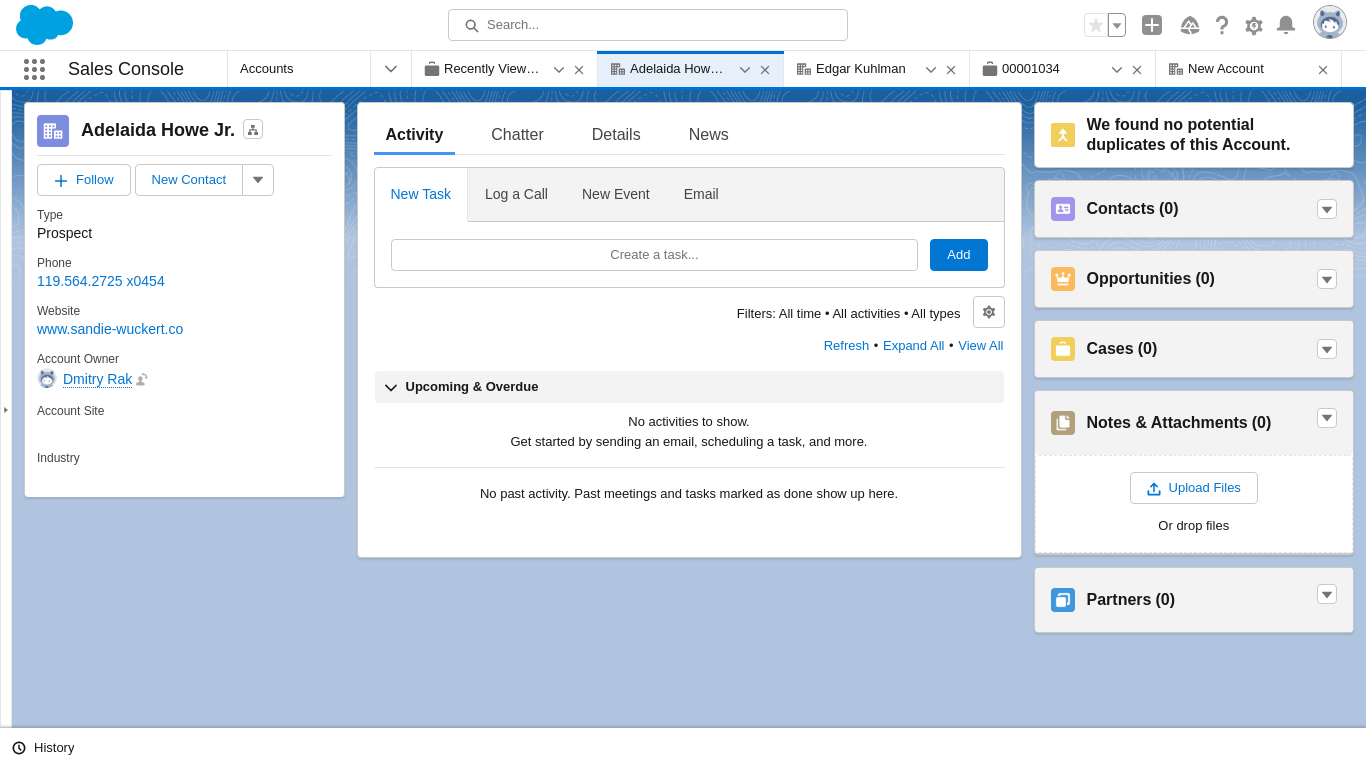 Search...
Sales Console
Accounts
Recently View…
Adelaida How…
Edgar Kuhlman
00001034
New Account
Adelaida Howe Jr.
Follow
New Contact
Type
Prospect
Phone
119.564.2725 x0454
Website
www.sandie-wuckert.co
Account Owner
Dmitry Rak
Account Site
Industry
Activity
Chatter
Details
News
New Task
Log a Call
New Event
Email
Create a task...
Add
Filters: All time • All activities • All types
Refresh • Expand All • View All
Upcoming & Overdue
No activities to show.
Get started by sending an email, scheduling a task, and more.
No past activity. Past meetings and tasks marked as done show up here.
We found no potential
duplicates of this Account.
Contacts (0)
Opportunities (0)
Cases (0)
Notes & Attachments (0)
Upload Files
Or drop files
Partners (0)
History